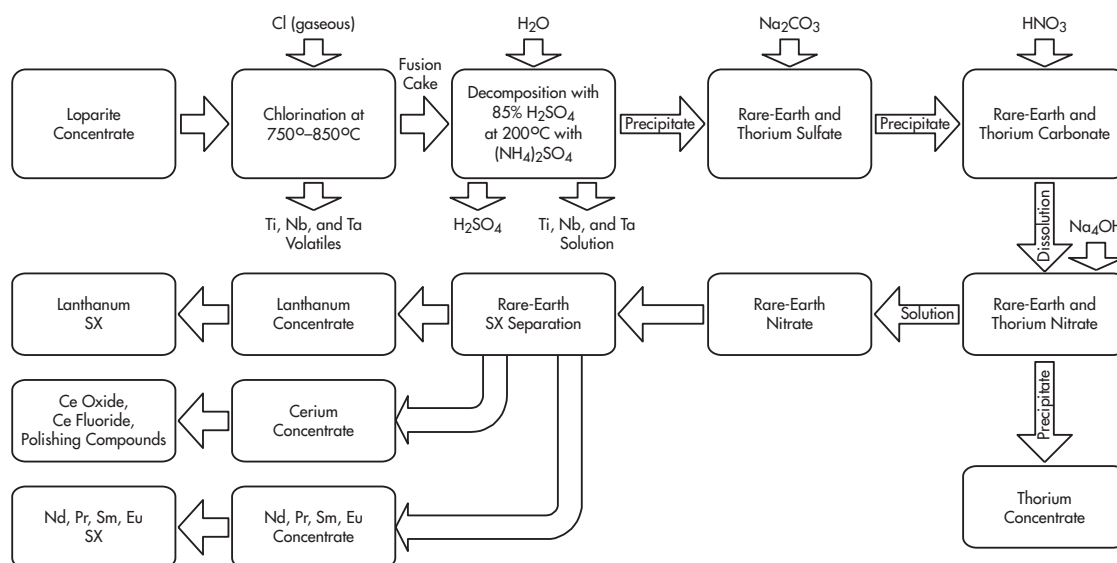 Cl (gaseous)
H₂O
Na₂CO₃
HNO₃
Loparite
Concentrate
Chlorination at
750°–850°C
Fusion
Cake
Decomposition with
85% H₂SO₄
at 200°C with
(NH₄)₂SO₄
Precipitate
Rare-Earth and
Thorium Sulfate
Precipitate
Rare-Earth and
Thorium Carbonate
Ti, Nb, and Ta
Volatiles
H₂SO₄
Ti, Nb, and Ta
Solution
Dissolution
Na₄OH
Lanthanum
SX
Lanthanum
Concentrate
Rare-Earth
SX Separation
Rare-Earth
Nitrate
Solution
Rare-Earth and
Thorium Nitrate
Ce Oxide,
Ce Fluoride,
Polishing Compounds
Cerium
Concentrate
Precipitate
Nd, Pr, Sm, Eu
SX
Nd, Pr, Sm, Eu
Concentrate
Thorium
Concentrate